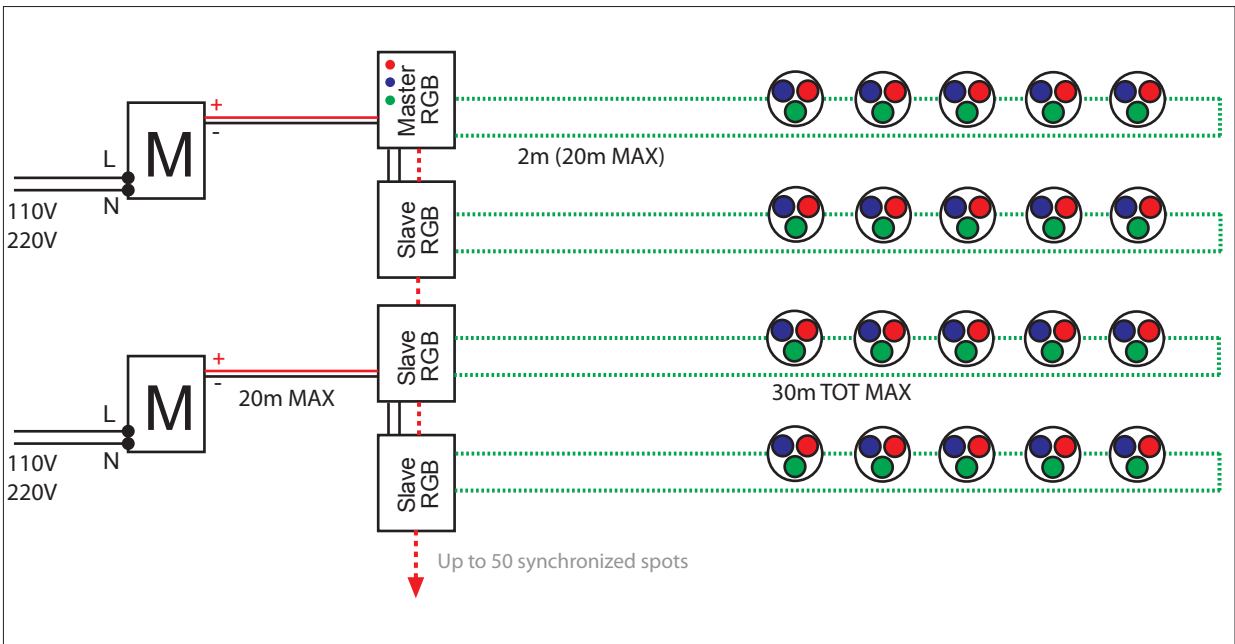 Master
RGB
+
-
M
L
N
110V
220V
2m (20m MAX)
Slave
RGB
Slave
RGB
+
-
M
20m MAX
30m TOT MAX
L
N
110V
220V
Slave
RGB
Up to 50 synchronized spots